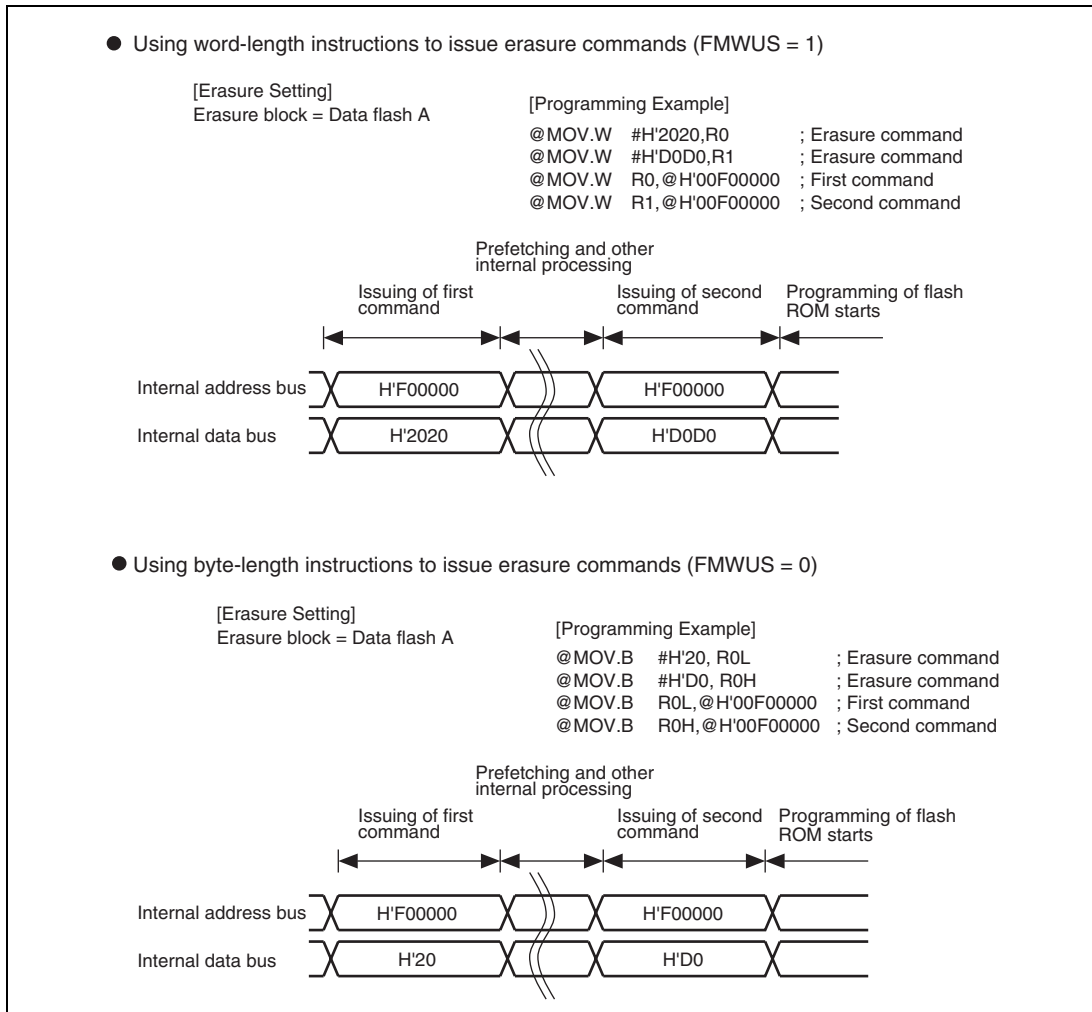 ● Using word-length instructions to issue erasure commands (FMWUS = 1)
[Erasure Setting]
Erasure block = Data flash A
[Programming Example]
@MOV.W #H'2020,R0 ; Erasure command
@MOV.W #H'D0D0,R1 ; Erasure command
@MOV.W R0,@H'00F00000 ; First command
@MOV.W R1,@H'00F00000 ; Second command
Prefetching and other
internal processing
Issuing of first
command
Issuing of second
command
Programming of flash
ROM starts
Internal address bus H'F00000 H'F00000
Internal data bus H'2020 H'D0D0
● Using byte-length instructions to issue erasure commands (FMWUS = 0)
[Erasure Setting]
Erasure block = Data flash A
[Programming Example]
@MOV.B #H'20, R0L ; Erasure command
@MOV.B #H'D0, R0H ; Erasure command
@MOV.B R0L,@H'00F00000 ; First command
@MOV.B R0H,@H'00F00000 ; Second command
Prefetching and other
internal processing
Issuing of first
command
Issuing of second
command
Programming of flash
ROM starts
Internal address bus H'F00000 H'F00000
Internal data bus H'20 H'D0